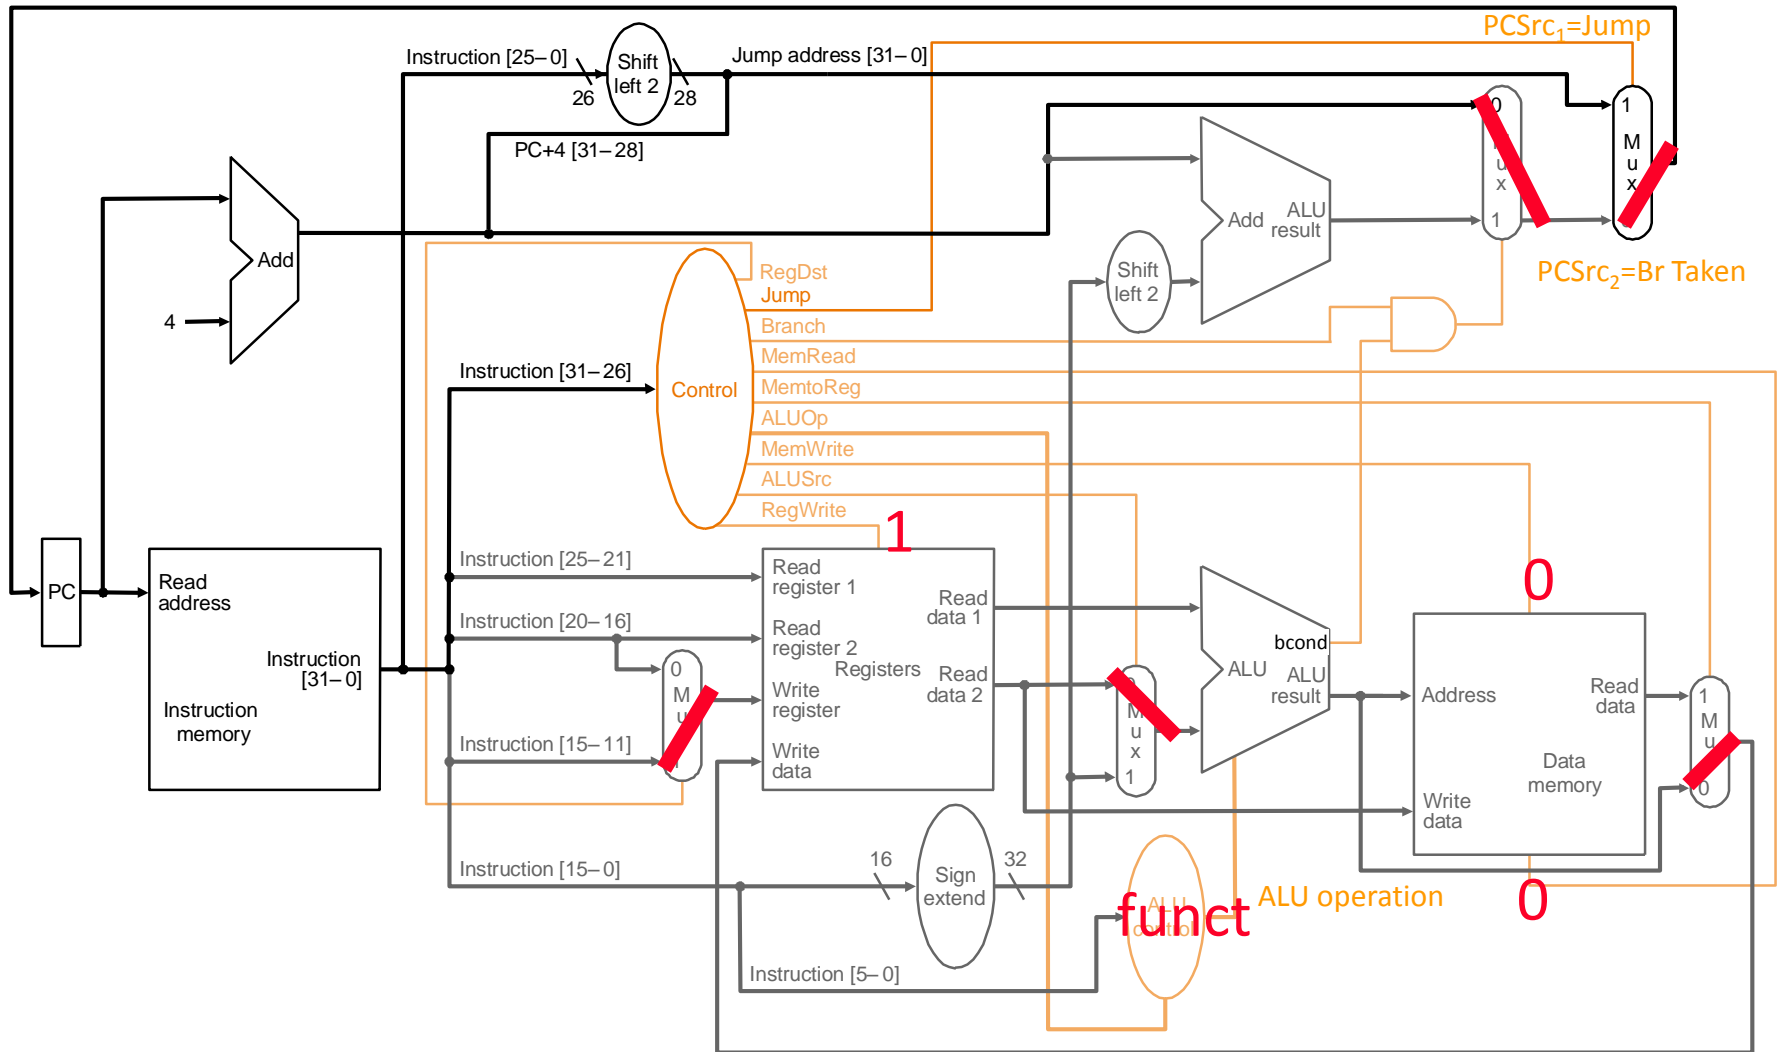 PCSrc1=Jump
Instruction [25–0]
Shift
left 2
Jump address [31–0]
26
28
0
1
M
u
x
M
u
x
PC+4 [31–28]
Add
ALU
result
1
Add
Shift
left 2
PCSrc2=Br Taken
RegDst
Jump
4
Branch
MemRead
Instruction [31–26]
Control
MemtoReg
ALUOp
MemWrite
ALUSrc
RegWrite
1
Instruction [25–21]
PC
Read
address
Read
register 1
Read
data 1
0
Instruction [20–16]
Read
register 2
bcond
Instruction
[31–0]
0
M
u
Registers
Read
data 2
ALU
ALU
result
Address
Read
data
1
M
u
M
u
x
1
Write
register
Instruction
memory
Instruction [15–11]
Write
data
Data
memory
0
Write
data
16
32
Instruction [15–0]
Sign
extend
ALU
control
funct
ALU operation
0
Instruction [5–0]